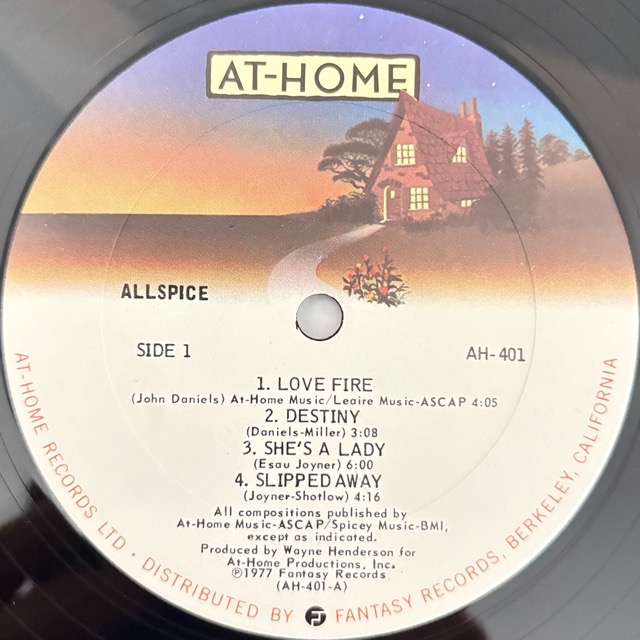 AT-HOME
ALLSPICE
SIDE 1
AH-401
1. LOVE FIRE
(John Daniels) At-Home Music/Leaire Music-ASCAP 4:05
2. DESTINY
(Daniels-Miller) 3:08
3. SHE'S A LADY
(Esau Joyner) 6:00
4. SLIPPED AWAY
(Joyner-Shotlow) 4:16
All compositions published by
At-Home Music-ASCAP/Spicey Music-BMI,
except as indicated.
Produced by Wayne Henderson for
At-Home Productions, Inc.
℗1977 Fantasy Records
(AH-401-A)
AT-HOME RECORDS LTD • DISTRIBUTED BY FANTASY RECORDS, BERKELEY, CALIFORNIA